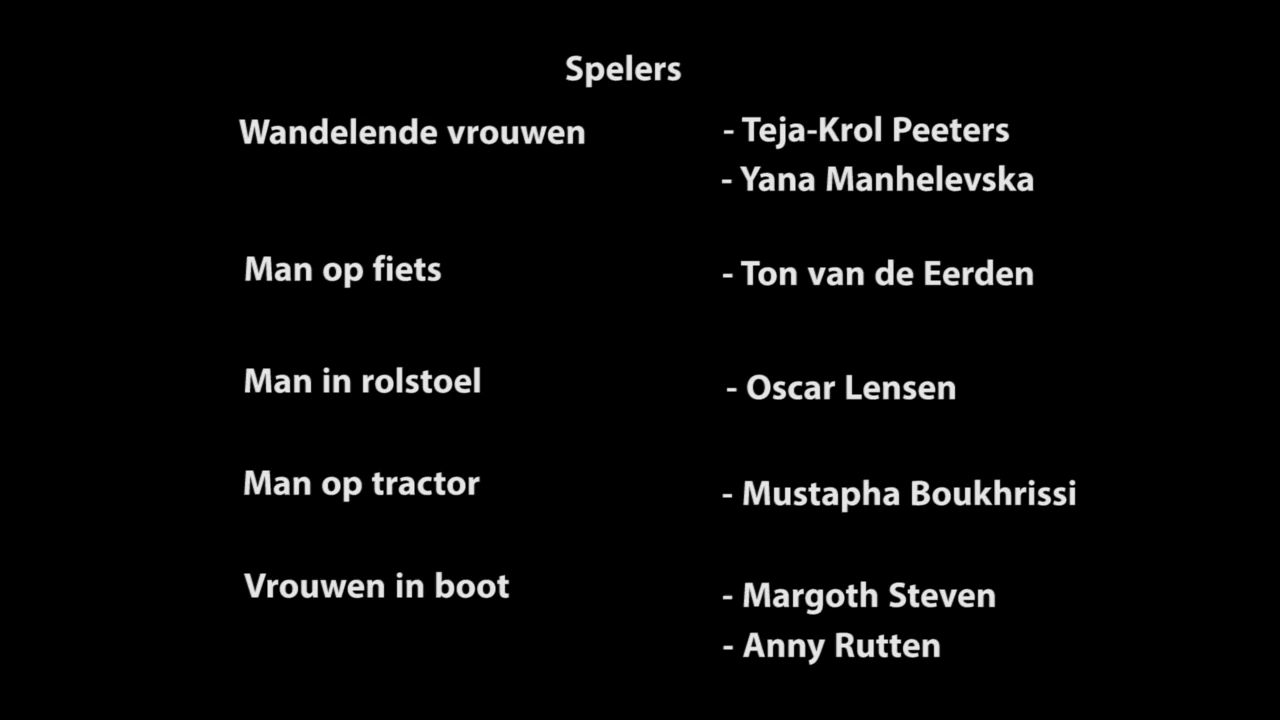 Spelers
Wandelende vrouwen - Teja-Krol Peeters
- Yana Manhelevska
Man op fiets - Ton van de Eerden
Man in rolstoel - Oscar Lensen
Man op tractor - Mustapha Boukhrissi
Vrouwen in boot - Margoth Steven
- Anny Rutten